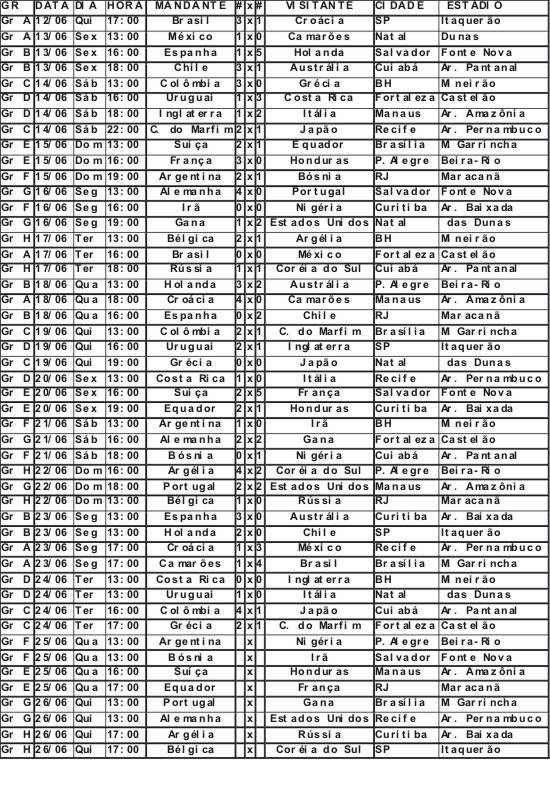 GR DATA DIA HORA MANDANTE # x # VISITANTE CIDADE ESTADIO
Gr A 12/06 Qui 17:00 Brasil 3 x 1 Croácia SP Itaquerão
Gr A 13/06 Sex 13:00 México 1 x 0 Camarões Natal Dunas
Gr B 13/06 Sex 16:00 Espanha 1 x 5 Holanda Salvador Fonte Nova
Gr B 13/06 Sex 18:00 Chile 3 x 1 Austrália Cuiabá Ar. Pantanal
Gr C 14/06 Sáb 13:00 Colômbia 3 x 0 Grécia BH Mineirão
Gr D 14/06 Sáb 16:00 Uruguai 1 x 3 Costa Rica Fortaleza Castelão
Gr D 14/06 Sáb 18:00 Inglaterra 1 x 2 Itália Manaus Ar. Amazônia
Gr C 14/06 Sáb 22:00 C. do Marfim 2 x 1 Japão Recife Ar. Pernambuco
Gr E 15/06 Dom 13:00 Suiça 2 x 1 Equador Brasília M Garrincha
Gr E 15/06 Dom 16:00 França 3 x 0 Honduras P. Alegre Beira-Rio
Gr F 15/06 Dom 19:00 Argentina 2 x 1 Bósnia RJ Maracanã
Gr G 16/06 Seg 13:00 Alemanha 4 x 0 Portugal Salvador Fonte Nova
Gr F 16/06 Seg 16:00 Irã 0 x 0 Nigéria Curitiba Ar. Baixada
Gr G 16/06 Seg 19:00 Gana 1 x 2 Estados Unidos Natal das Dunas
Gr H 17/06 Ter 13:00 Bélgica 2 x 1 Argélia BH Mineirão
Gr A 17/06 Ter 16:00 Brasil 0 x 0 México Fortaleza Castelão
Gr H 17/06 Ter 18:00 Rússia 1 x 1 Coréia do Sul Cuiabá Ar. Pantanal
Gr B 18/06 Qua 13:00 Holanda 3 x 2 Austrália P. Alegre Beira-Rio
Gr A 18/06 Qua 18:00 Croácia 4 x 0 Camarões Manaus Ar. Amazônia
Gr B 18/06 Qua 16:00 Espanha 0 x 2 Chile RJ Maracanã
Gr C 19/06 Qui 13:00 Colômbia 2 x 1 C. do Marfim Brasília M Garrincha
Gr D 19/06 Qui 16:00 Uruguai 2 x 1 Inglaterra SP Itaquerão
Gr C 19/06 Qui 19:00 Grécia 0 x 0 Japão Natal das Dunas
Gr D 20/06 Sex 13:00 Costa Rica 1 x 0 Itália Recife Ar. Pernambuco
Gr E 20/06 Sex 16:00 Suiça 2 x 5 França Salvador Fonte Nova
Gr E 20/06 Sex 19:00 Equador 2 x 1 Honduras Curitiba Ar. Baixada
Gr F 21/06 Sáb 13:00 Argentina 1 x 0 Irã BH Mineirão
Gr G 21/06 Sáb 16:00 Alemanha 2 x 2 Gana Fortaleza Castelão
Gr F 21/06 Sáb 18:00 Bósnia 0 x 1 Nigéria Cuiabá Ar. Pantanal
Gr H 22/06 Dom 16:00 Argélia 4 x 2 Coréia do Sul P. Alegre Beira-Rio
Gr G 22/06 Dom 18:00 Portugal 2 x 2 Estados Unidos Manaus Ar. Amazônia
Gr H 22/06 Dom 13:00 Bélgica 1 x 0 Rússia RJ Maracanã
Gr B 23/06 Seg 13:00 Espanha 3 x 0 Austrália Curitiba Ar. Baixada
Gr B 23/06 Seg 13:00 Holanda 2 x 0 Chile SP Itaquerão
Gr A 23/06 Seg 17:00 Croácia 1 x 3 México Recife Ar. Pernambuco
Gr A 23/06 Seg 17:00 Camarões 1 x 4 Brasil Brasília M Garrincha
Gr D 24/06 Ter 13:00 Costa Rica 0 x 0 Inglaterra BH Mineirão
Gr D 24/06 Ter 13:00 Uruguai 1 x 0 Itália Natal das Dunas
Gr C 24/06 Ter 16:00 Colômbia 4 x 1 Japão Cuiabá Ar. Pantanal
Gr C 24/06 Ter 17:00 Grécia 2 x 1 C. do Marfim Fortaleza Castelão
Gr F 25/06 Qua 13:00 Argentina x Nigéria P. Alegre Beira-Rio
Gr F 25/06 Qua 13:00 Bósnia x Irã Salvador Fonte Nova
Gr E 25/06 Qua 16:00 Suíça x Honduras Manaus Ar. Amazônia
Gr E 25/06 Qua 17:00 Equador x França RJ Maracanã
Gr G 26/06 Qui 13:00 Portugal x Gana Brasília M Garrincha
Gr G 26/06 Qui 13:00 Alemanha x Estados Unidos Recife Ar. Pernambuco
Gr H 26/06 Qui 17:00 Argélia x Rússia Curitiba Ar. Baixada
Gr H 26/06 Qui 17:00 Bélgica x Coréia do Sul SP Itaquerão